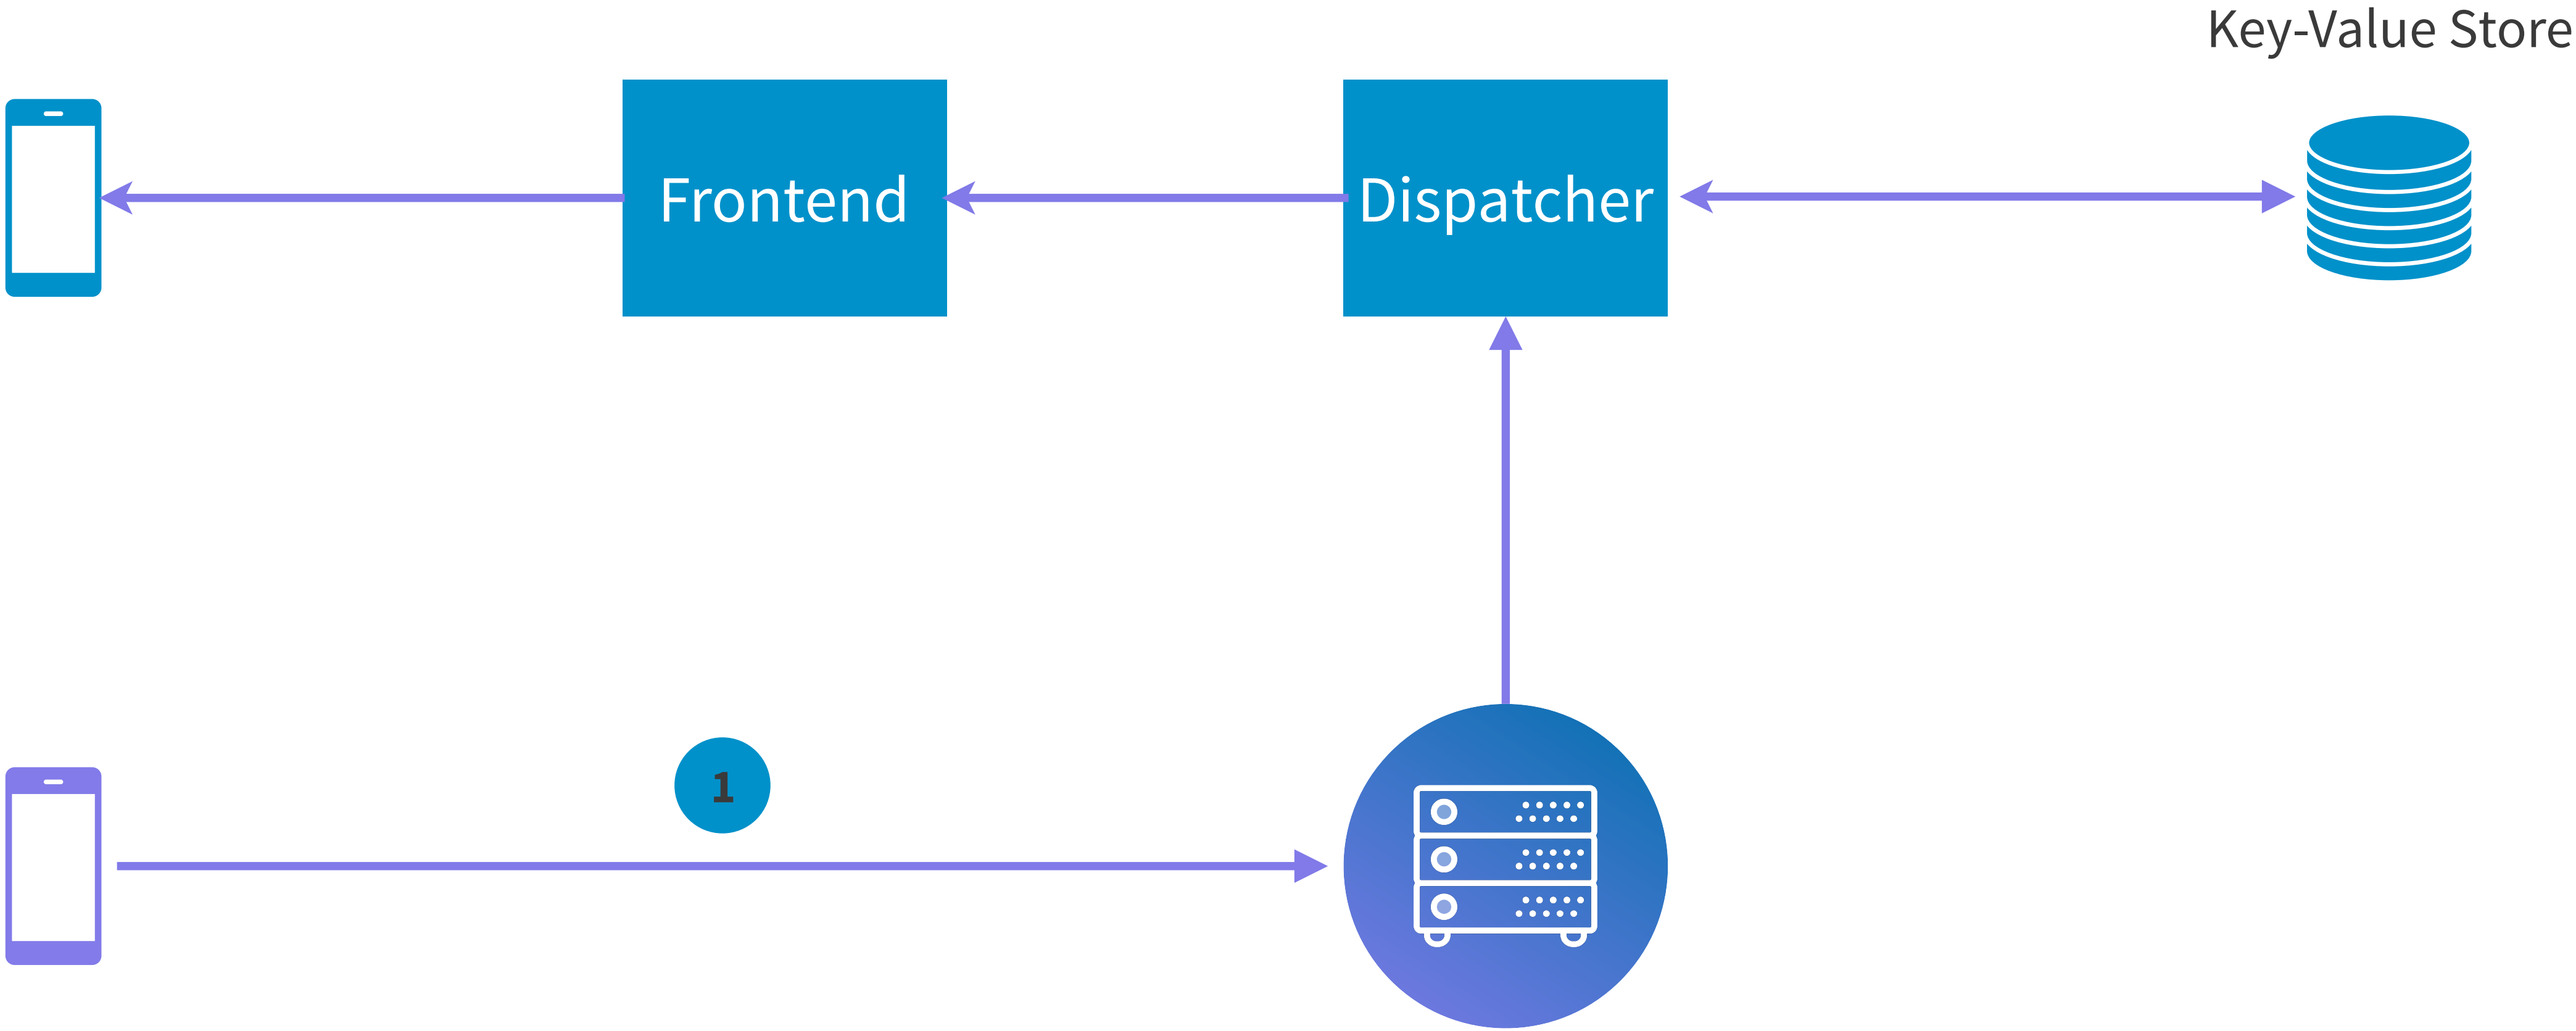 Key-Value Store
Frontend
Dispatcher
1